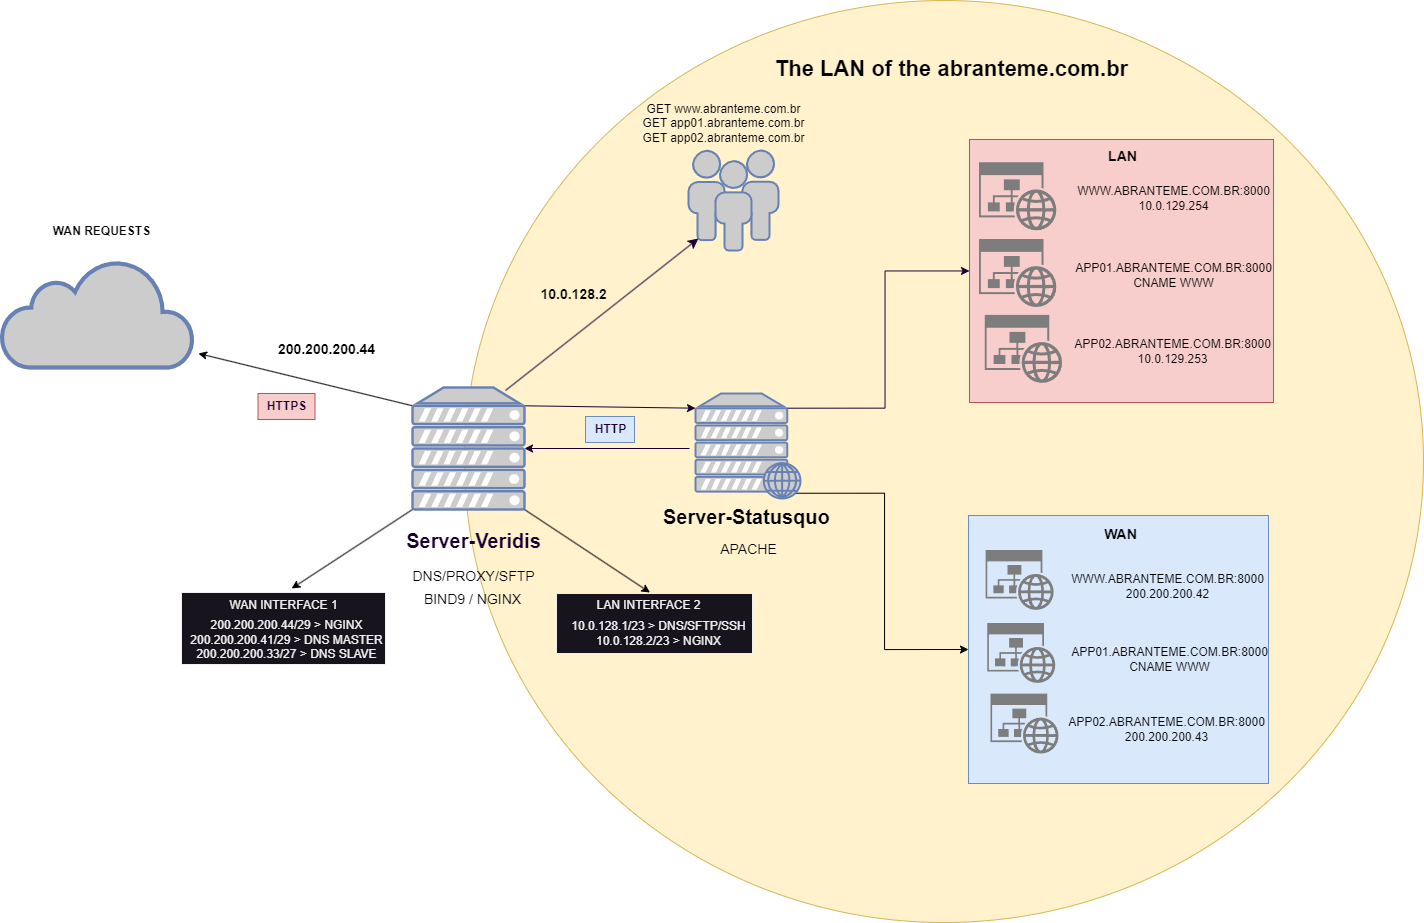 The LAN of the abranteme.com.br
GET www.abranteme.com.br
GET app01.abranteme.com.br
GET app02.abranteme.com.br
LAN
WWW.ABRANTEME.COM.BR:8000
10.0.129.254
APP01.ABRANTEME.COM.BR:8000
CNAME WWW
APP02.ABRANTEME.COM.BR:8000
10.0.129.253
WAN REQUESTS
10.0.128.2
200.200.200.44
HTTPS
HTTP
Server-Veridis
DNS/PROXY/SFTP
BIND9 / NGINX
Server-Statusquo
APACHE
WAN INTERFACE 1
200.200.200.44/29 > NGINX
200.200.200.41/29 > DNS MASTER
200.200.200.33/27 > DNS SLAVE
LAN INTERFACE 2
10.0.128.1/23 > DNS/SFTP/SSH
10.0.128.2/23 > NGINX
WAN
WWW.ABRANTEME.COM.BR:8000
200.200.200.42
APP01.ABRANTEME.COM.BR:8000
CNAME WWW
APP02.ABRANTEME.COM.BR:8000
200.200.200.43